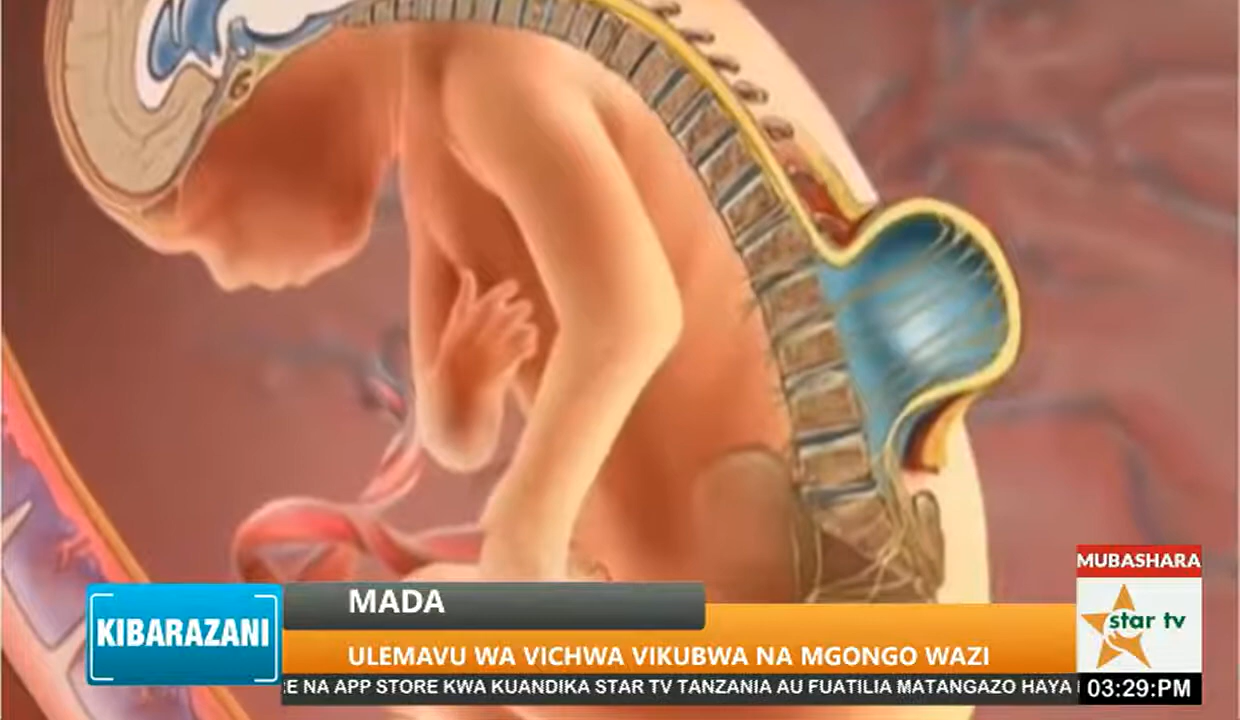 MUBASHARA
star tv
MADA
KIBARAZANI
ULEMAVU WA VICHWA VIKUBWA NA MGONGO WAZI
NA APP STORE KWA KUANDIKA STAR TV TANZANIA AU FUATILIA MATANGAZO HAYA
03:29:PM